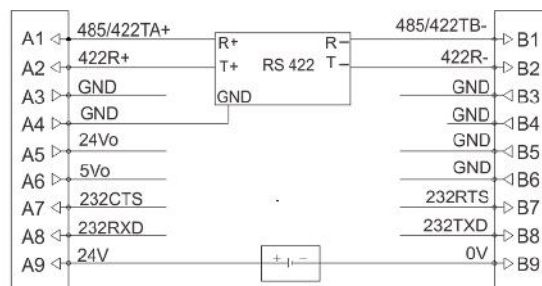 A1 485/422TA+ R+ R− 485/422TB- B1
A2 422R+ T+ RS 422 T− 422R- B2
A3 GND GND GND B3
A4 GND GND B4
A5 24Vo GND B5
A6 5Vo GND B6
A7 232CTS 232RTS B7
A8 232RXD 232TXD B8
A9 24V + − 0V B9